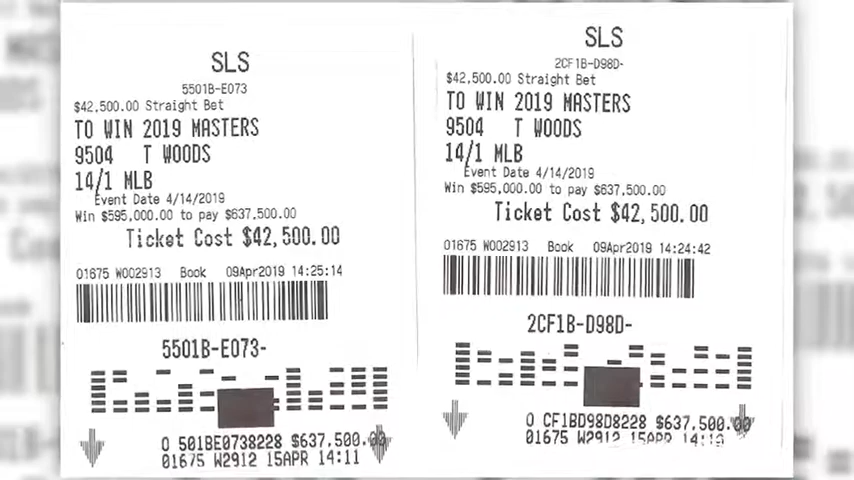 SLS
5501B-E073
$42,500.00 Straight Bet
TO WIN 2019 MASTERS
9504 T WOODS
14/1 MLB
Event Date 4/14/2019
Win $595,000.00 to pay $637,500.00
Ticket Cost $42,500.00
01675 W002913 Book 09Apr2019 14:25:14
5501B-E073-
0 501BE0738228 $637,500.00
01675 W2912 15APR 14:11
SLS
2CF1B-D98D-
$42,500.00 Straight Bet
TO WIN 2019 MASTERS
9504 T WOODS
14/1 MLB
Event Date 4/14/2019
Win $595,000.00 to pay $637,500.00
Ticket Cost $42,500.00
01675 W002913 Book 09Apr2019 14:24:42
2CF1B-D98D-
0 CF1BD98D8228 $637,500.00
01675 W2912 15APR